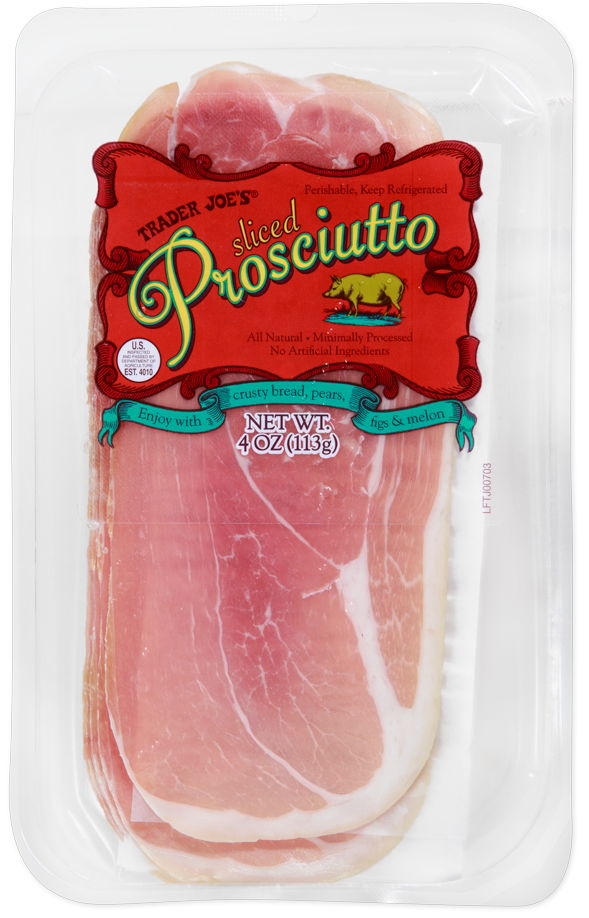 TRADER JOE'S®
Perishable, Keep Refrigerated
sliced
Prosciutto
All Natural • Minimally Processed
No Artificial Ingredients
U.S.
INSPECTED
AND PASSED BY
DEPARTMENT OF
AGRICULTURE
EST. 4010
Enjoy with crusty bread, pears, figs & melon
NET WT.
4 OZ (113g)
LFTJ00703